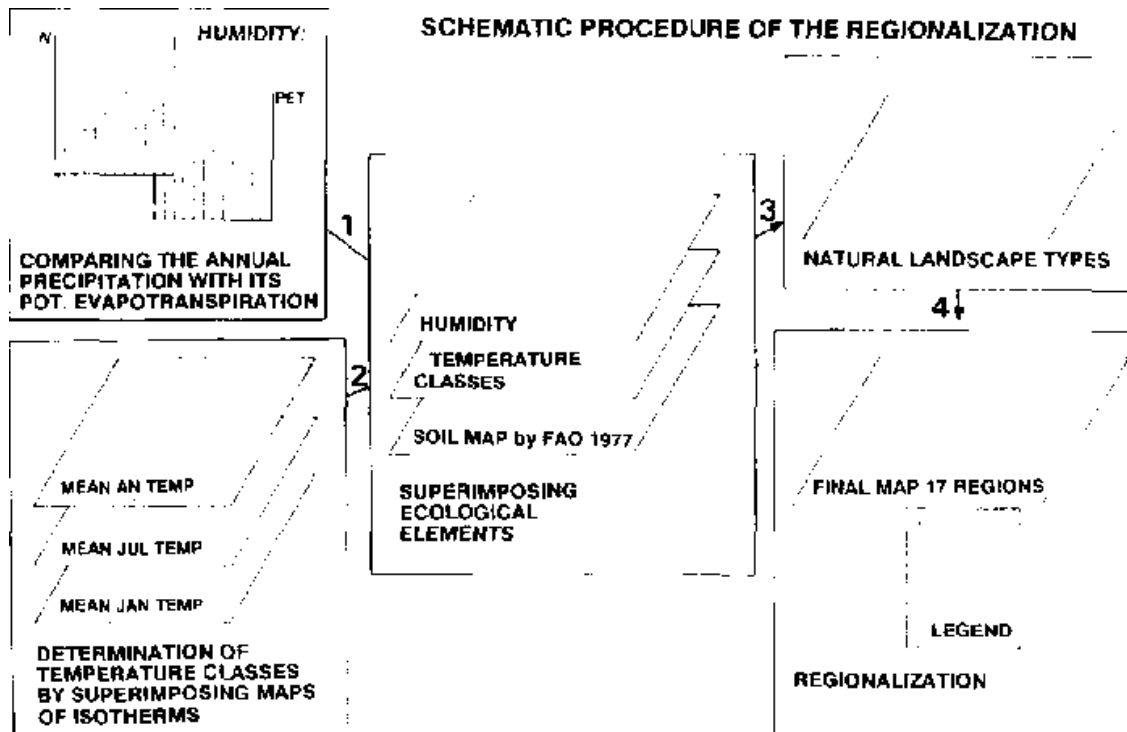 SCHEMATIC PROCEDURE OF THE REGIONALIZATION
N
HUMIDITY:
PET
COMPARING THE ANNUAL
PRECIPITATION WITH ITS
POT. EVAPOTRANSPIRATION
1
2
MEAN AN TEMP
MEAN JUL TEMP
MEAN JAN TEMP
DETERMINATION OF
TEMPERATURE CLASSES
BY SUPERIMPOSING MAPS
OF ISOTHERMS
HUMIDITY
TEMPERATURE
CLASSES
SOIL MAP by FAO 1977
SUPERIMPOSING
ECOLOGICAL
ELEMENTS
3
NATURAL LANDSCAPE TYPES
4
FINAL MAP 17 REGIONS
LEGEND
REGIONALIZATION